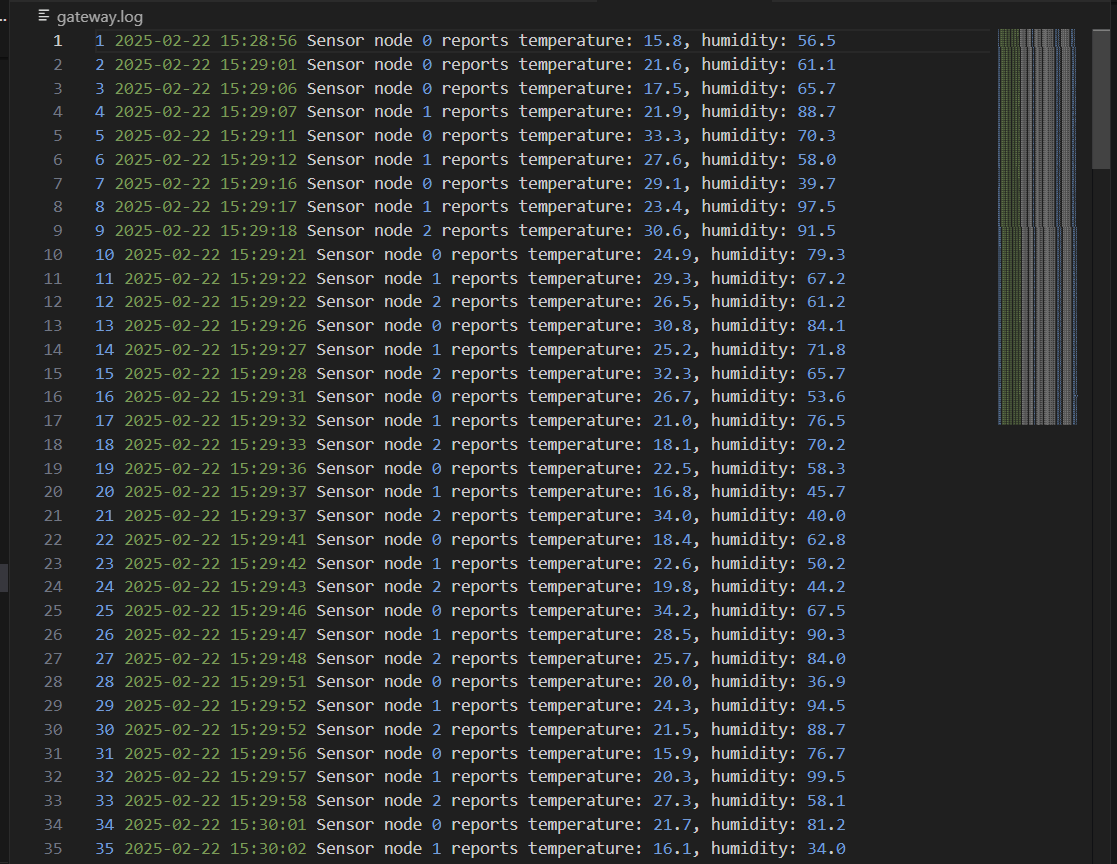 gateway.log
1 1 2025-02-22 15:28:56 Sensor node 0 reports temperature: 15.8, humidity: 56.5
2 2 2025-02-22 15:29:01 Sensor node 0 reports temperature: 21.6, humidity: 61.1
3 3 2025-02-22 15:29:06 Sensor node 0 reports temperature: 17.5, humidity: 65.7
4 4 2025-02-22 15:29:07 Sensor node 1 reports temperature: 21.9, humidity: 88.7
5 5 2025-02-22 15:29:11 Sensor node 0 reports temperature: 33.3, humidity: 70.3
6 6 2025-02-22 15:29:12 Sensor node 1 reports temperature: 27.6, humidity: 58.0
7 7 2025-02-22 15:29:16 Sensor node 0 reports temperature: 29.1, humidity: 39.7
8 8 2025-02-22 15:29:17 Sensor node 1 reports temperature: 23.4, humidity: 97.5
9 9 2025-02-22 15:29:18 Sensor node 2 reports temperature: 30.6, humidity: 91.5
10 10 2025-02-22 15:29:21 Sensor node 0 reports temperature: 24.9, humidity: 79.3
11 11 2025-02-22 15:29:22 Sensor node 1 reports temperature: 29.3, humidity: 67.2
12 12 2025-02-22 15:29:22 Sensor node 2 reports temperature: 26.5, humidity: 61.2
13 13 2025-02-22 15:29:26 Sensor node 0 reports temperature: 30.8, humidity: 84.1
14 14 2025-02-22 15:29:27 Sensor node 1 reports temperature: 25.2, humidity: 71.8
15 15 2025-02-22 15:29:28 Sensor node 2 reports temperature: 32.3, humidity: 65.7
16 16 2025-02-22 15:29:31 Sensor node 0 reports temperature: 26.7, humidity: 53.6
17 17 2025-02-22 15:29:32 Sensor node 1 reports temperature: 21.0, humidity: 76.5
18 18 2025-02-22 15:29:33 Sensor node 2 reports temperature: 18.1, humidity: 70.2
19 19 2025-02-22 15:29:36 Sensor node 0 reports temperature: 22.5, humidity: 58.3
20 20 2025-02-22 15:29:37 Sensor node 1 reports temperature: 16.8, humidity: 45.7
21 21 2025-02-22 15:29:37 Sensor node 2 reports temperature: 34.0, humidity: 40.0
22 22 2025-02-22 15:29:41 Sensor node 0 reports temperature: 18.4, humidity: 62.8
23 23 2025-02-22 15:29:42 Sensor node 1 reports temperature: 22.6, humidity: 50.2
24 24 2025-02-22 15:29:43 Sensor node 2 reports temperature: 19.8, humidity: 44.2
25 25 2025-02-22 15:29:46 Sensor node 0 reports temperature: 34.2, humidity: 67.5
26 26 2025-02-22 15:29:47 Sensor node 1 reports temperature: 28.5, humidity: 90.3
27 27 2025-02-22 15:29:48 Sensor node 2 reports temperature: 25.7, humidity: 84.0
28 28 2025-02-22 15:29:51 Sensor node 0 reports temperature: 20.0, humidity: 36.9
29 29 2025-02-22 15:29:52 Sensor node 1 reports temperature: 24.3, humidity: 94.5
30 30 2025-02-22 15:29:52 Sensor node 2 reports temperature: 21.5, humidity: 88.7
31 31 2025-02-22 15:29:56 Sensor node 0 reports temperature: 15.9, humidity: 76.7
32 32 2025-02-22 15:29:57 Sensor node 1 reports temperature: 20.3, humidity: 99.5
33 33 2025-02-22 15:29:58 Sensor node 2 reports temperature: 27.3, humidity: 58.1
34 34 2025-02-22 15:30:01 Sensor node 0 reports temperature: 21.7, humidity: 81.2
35 35 2025-02-22 15:30:02 Sensor node 1 reports temperature: 16.1, humidity: 34.0